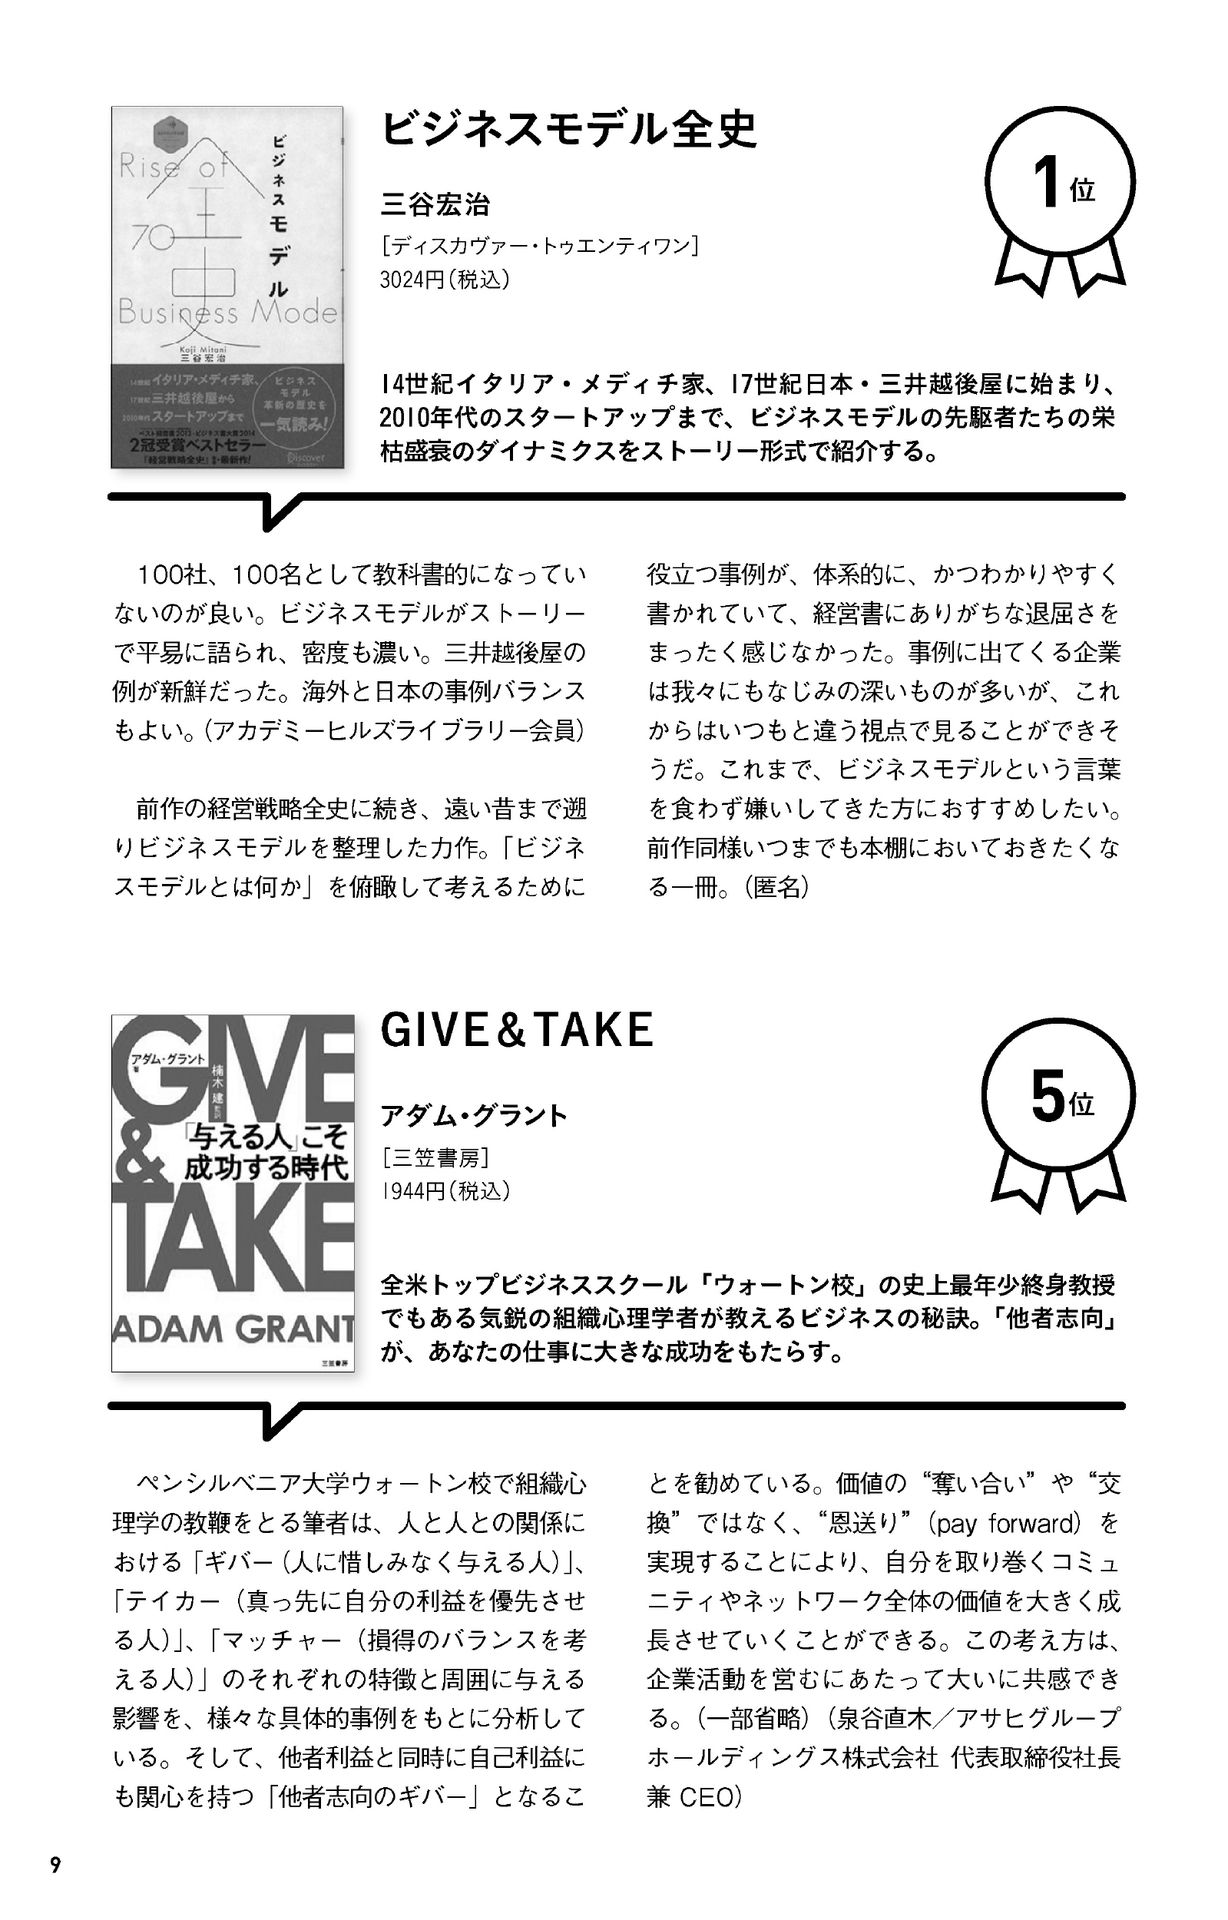 ビジネスモデル全史
1位
三谷宏治
［ディスカヴァー・トゥエンティワン］
3024円（税込）
14世紀イタリア・メディチ家、17世紀日本・三井越後屋に始まり、
2010年代のスタートアップまで、ビジネスモデルの先駆者たちの栄
枯盛衰のダイナミクスをストーリー形式で紹介する。
Rise of
70
Business Model
全史
ビジネスモデル
Koji Mitani
三谷宏治
14世紀イタリア・メディチ家、
17世紀三井越後屋から
2010年代スタートアップまで
ビジネス
モデル
革新の歴史を
一気読み!
ベスト経営書2013・ビジネス書大賞2014
2冠受賞ベストセラー
『経営戦略全史』著者・最新作!
Discover
100社、100名として教科書的になってい
ないのが良い。ビジネスモデルがストーリー
で平易に語られ、密度も濃い。三井越後屋の
例が新鮮だった。海外と日本の事例バランス
もよい。（アカデミーヒルズライブラリー会員）
前作の経営戦略全史に続き、遠い昔まで遡
りビジネスモデルを整理した力作。「ビジネ
スモデルとは何か」を俯瞰して考えるために
役立つ事例が、体系的に、かつわかりやすく
書かれていて、経営書にありがちな退屈さを
まったく感じなかった。事例に出てくる企業
は我々にもなじみの深いものが多いが、これ
からはいつもと違う視点で見ることができそ
うだ。これまで、ビジネスモデルという言葉
を食わず嫌いしてきた方におすすめしたい。
前作同様いつまでも本棚においておきたくな
る一冊。（匿名）
GIVE＆TAKE
5位
アダム・グラント
［三笠書房］
1944円（税込）
全米トップビジネススクール「ウォートン校」の史上最年少終身教授
でもある気鋭の組織心理学者が教えるビジネスの秘訣。「他者志向」
が、あなたの仕事に大きな成功をもたらす。
GIVE
アダム・グラント
著
楠木建 監訳
&
「与える人」こそ
成功する時代
TAKE
ADAM GRANT
三笠書房
ペンシルベニア大学ウォートン校で組織心
理学の教鞭をとる筆者は、人と人との関係に
おける「ギバー（人に惜しみなく与える人）」、
「テイカー（真っ先に自分の利益を優先させ
る人）」、「マッチャー（損得のバランスを考
える人）」のそれぞれの特徴と周囲に与える
影響を、様々な具体的事例をもとに分析して
いる。そして、他者利益と同時に自己利益に
も関心を持つ「他者志向のギバー」となるこ
とを勧めている。価値の“奪い合い”や“交
換”ではなく、“恩送り”（pay forward）を
実現することにより、自分を取り巻くコミュ
ニティやネットワーク全体の価値を大きく成
長させていくことができる。この考え方は、
企業活動を営むにあたって大いに共感でき
る。（一部省略）（泉谷直木／アサヒグループ
ホールディングス株式会社 代表取締役社長
兼 CEO）
9